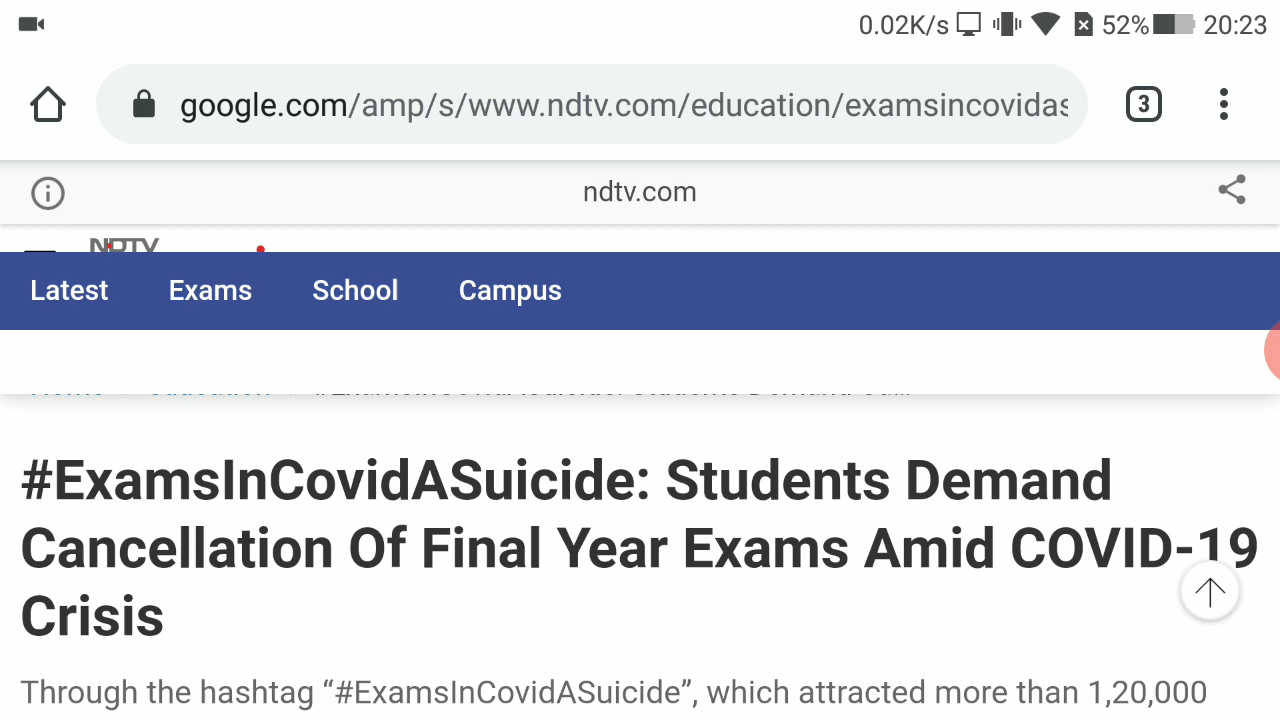 0.02K/s 52% 20:23
google.com/amp/s/www.ndtv.com/education/examsincovidas
3
ndtv.com
NDTV
Latest Exams School Campus
#ExamsInCovidASuicide: Students Demand
Cancellation Of Final Year Exams Amid COVID-19
Crisis
Through the hashtag “#ExamsInCovidASuicide”, which attracted more than 1,20,000